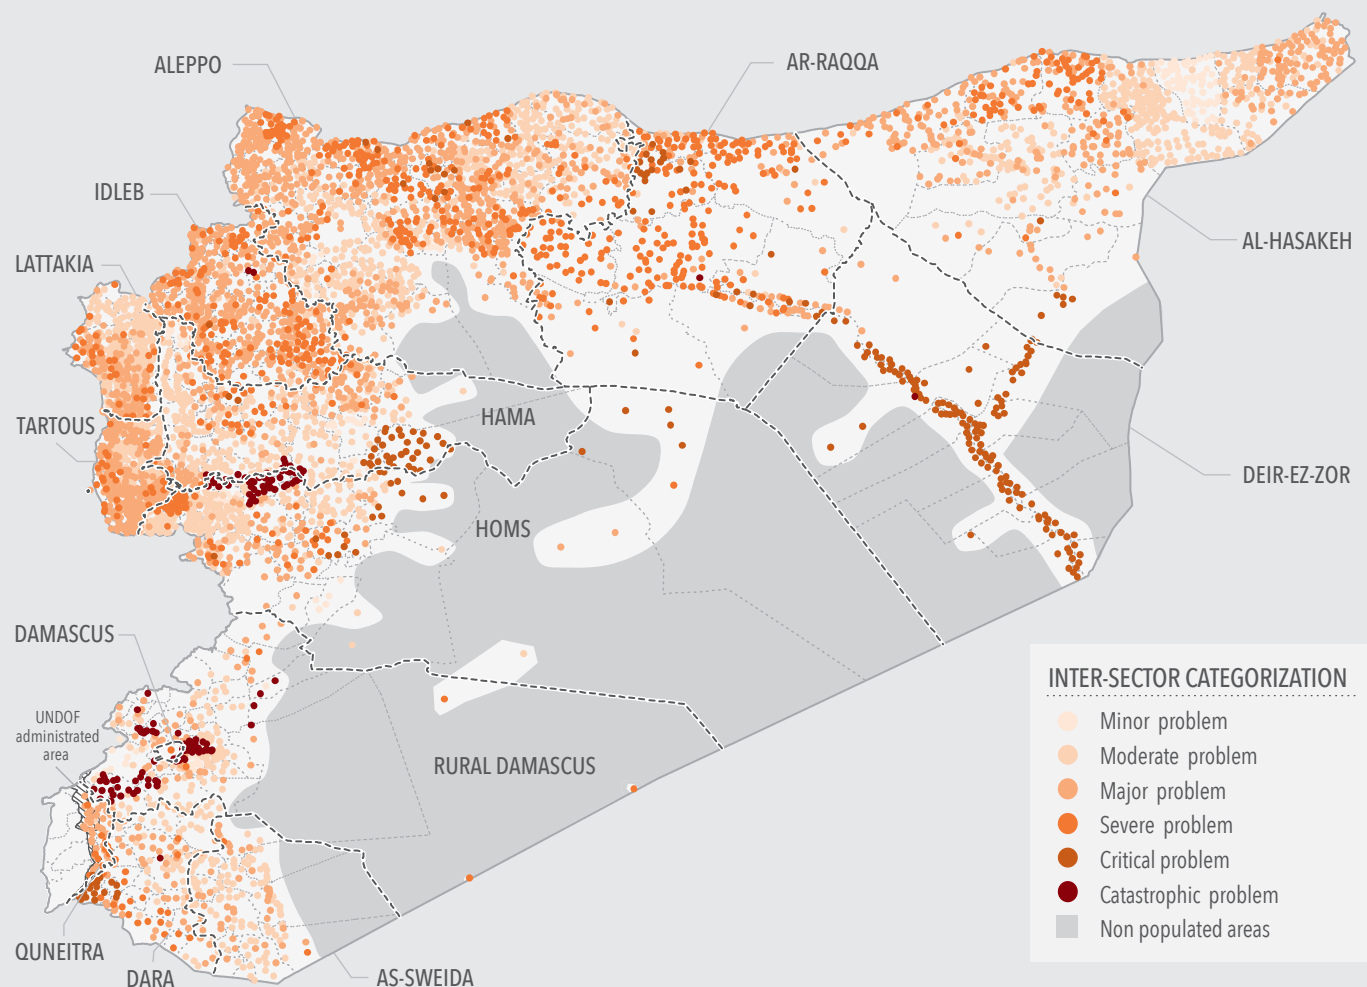 ALEPPO
AR-RAQQA
IDLEB
AL-HASAKEH
LATTAKIA
HAMA
TARTOUS
DEIR-EZ-ZOR
HOMS
DAMASCUS
UNDOF
administrated
area
RURAL DAMASCUS
QUNEITRA
DARA
AS-SWEIDA
INTER-SECTOR CATEGORIZATION
Minor problem
Moderate problem
Major problem
Severe problem
Critical problem
Catastrophic problem
Non populated areas